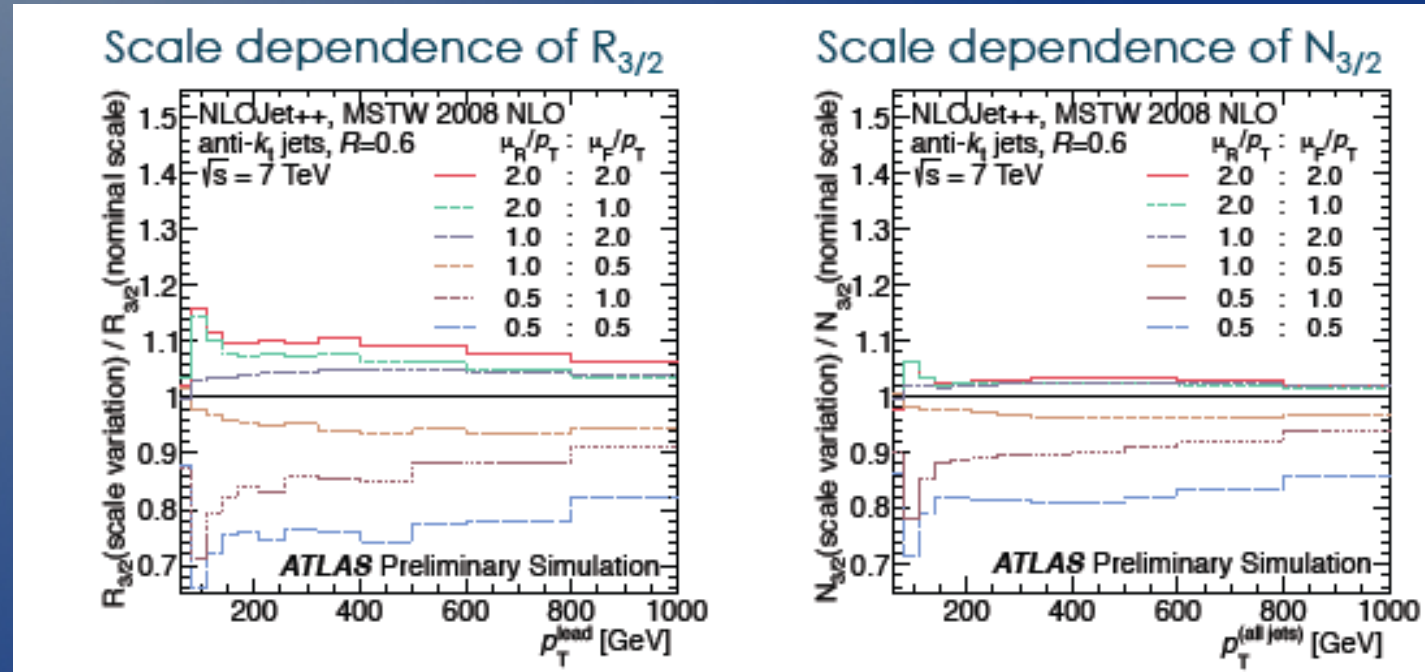 Scale dependence of R3/2
R3/2(scale variation) / R3/2(nominal scale)
1.5
1.4
1.3
1.2
1.1
1
0.9
0.8
0.7
NLOJet++, MSTW 2008 NLO
anti-kt jets, R=0.6 μR/pT : μF/pT
√s = 7 TeV 2.0 : 2.0
2.0 : 1.0
1.0 : 2.0
1.0 : 0.5
0.5 : 1.0
0.5 : 0.5
ATLAS Preliminary Simulation
200 400 600 800 1000
pT^lead [GeV]
Scale dependence of N3/2
N3/2(scale variation) / N3/2(nominal scale)
1.5
1.4
1.3
1.2
1.1
1
0.9
0.8
0.7
NLOJet++, MSTW 2008 NLO
anti-kt jets, R=0.6 μR/pT : μF/pT
√s = 7 TeV 2.0 : 2.0
2.0 : 1.0
1.0 : 2.0
1.0 : 0.5
0.5 : 1.0
0.5 : 0.5
ATLAS Preliminary Simulation
200 400 600 800 1000
pT^(all jets) [GeV]